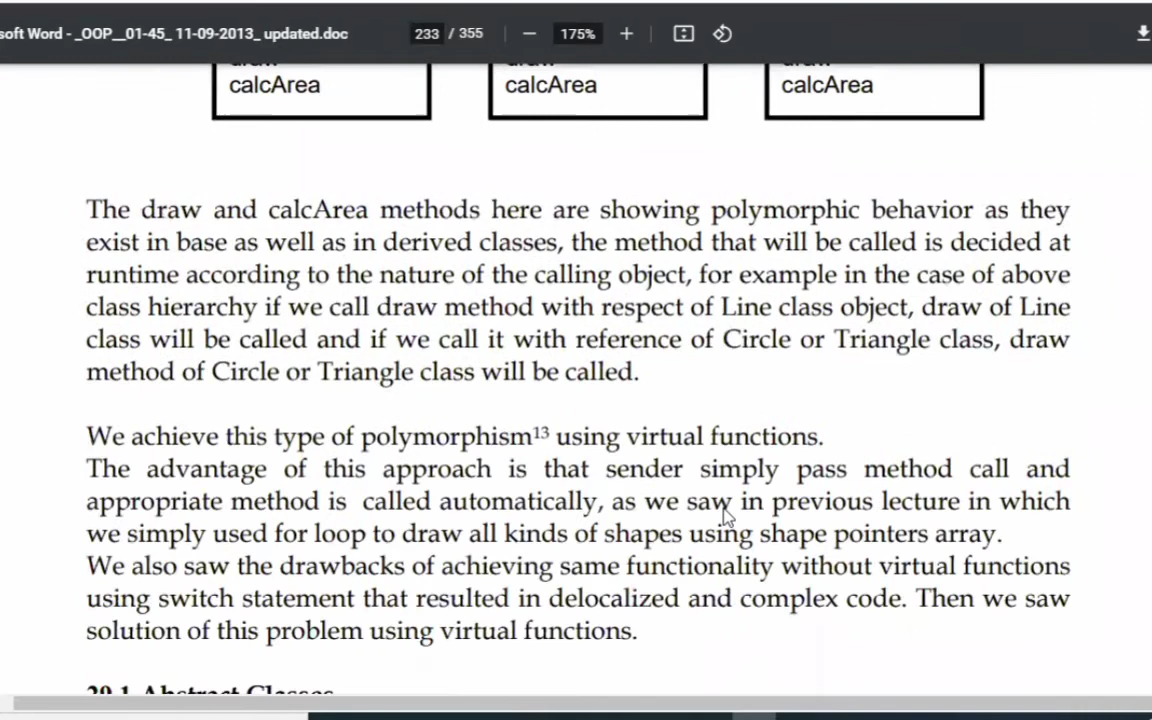 soft Word - _OOP__01-45_ 11-09-2013_ updated.doc 233 / 355 175%
draw
calcArea calcArea calcArea
The draw and calcArea methods here are showing polymorphic behavior as they
exist in base as well as in derived classes, the method that will be called is decided at
runtime according to the nature of the calling object, for example in the case of above
class hierarchy if we call draw method with respect of Line class object, draw of Line
class will be called and if we call it with reference of Circle or Triangle class, draw
method of Circle or Triangle class will be called.
We achieve this type of polymorphism¹³ using virtual functions.
The advantage of this approach is that sender simply pass method call and
appropriate method is called automatically, as we saw in previous lecture in which
we simply used for loop to draw all kinds of shapes using shape pointers array.
We also saw the drawbacks of achieving same functionality without virtual functions
using switch statement that resulted in delocalized and complex code. Then we saw
solution of this problem using virtual functions.
29.1 Abstract Classes